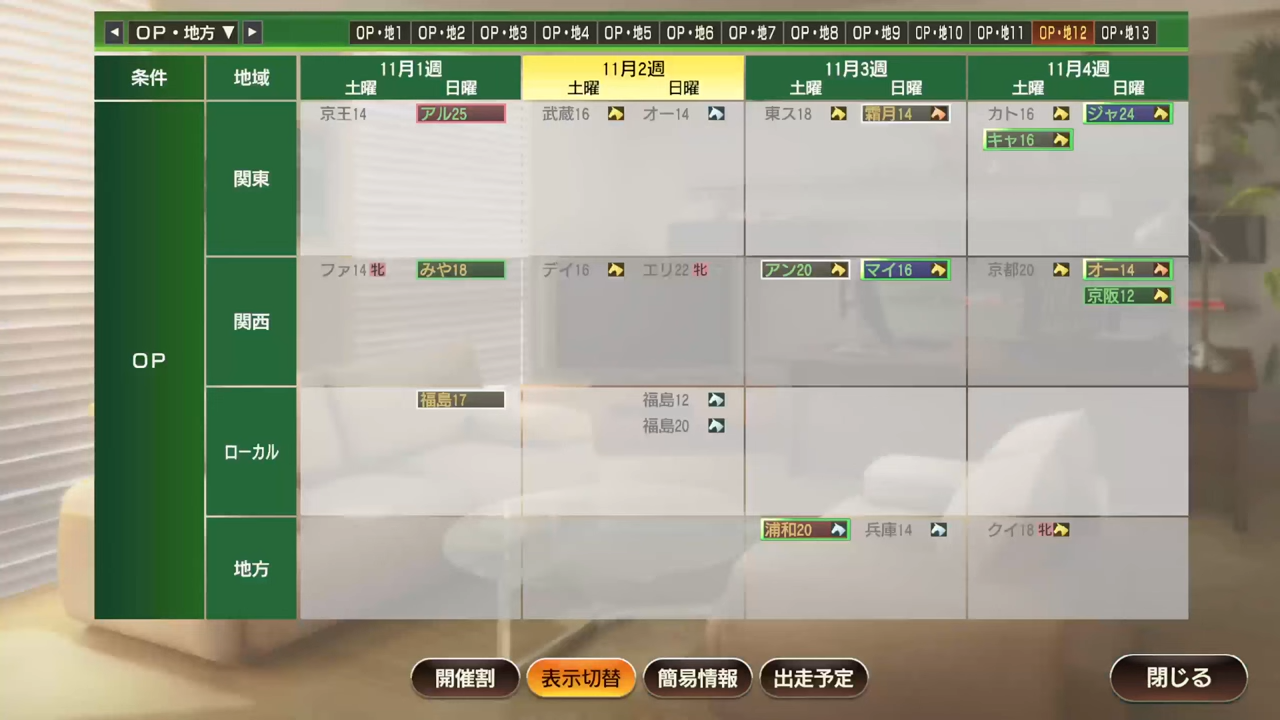 ◀ OP・地方▼ ▶ OP・地1 OP・地2 OP・地3 OP・地4 OP・地5 OP・地6 OP・地7 OP・地8 OP・地9 OP・地10 OP・地11 OP・地12 OP・地13
条件 地域 11月1週 11月2週 11月3週 11月4週
土曜 日曜 土曜 日曜 土曜 日曜 土曜 日曜
京王14 アル25 武蔵16 オー14 東ス18 霜月14 カト16 ジャ24
キャ16
関東
ファ14牝 みや18 デイ16 エリ22牝 アン20 マイ16 京都20 オー14
京阪12
関西
OP
福島17 福島12
福島20
ローカル
浦和20 兵庫14 クイ18牝
地方
開催割 表示切替 簡易情報 出走予定 閉じる